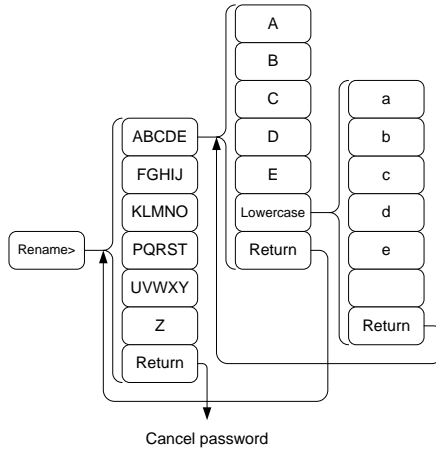 Rename>
ABCDE
FGHIJ
KLMNO
PQRST
UVWXY
Z
Return
A
B
C
D
E
Lowercase
Return
a
b
c
d
e
Return
Cancel password